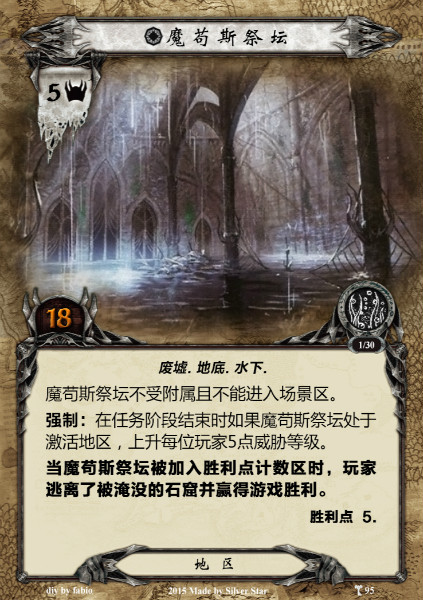 魔苟斯祭坛
5
18
1/30
废墟. 地底. 水下.
魔苟斯祭坛不受附属且不能进入场景区。
强制：在任务阶段结束时如果魔苟斯祭坛处于
激活地区，上升每位玩家5点威胁等级。
当魔苟斯祭坛被加入胜利点计数区时，玩家
逃离了被淹没的石窟并赢得游戏胜利。
胜利点 5.
地区
diy by fabio
2015 Made by Silver Star
95